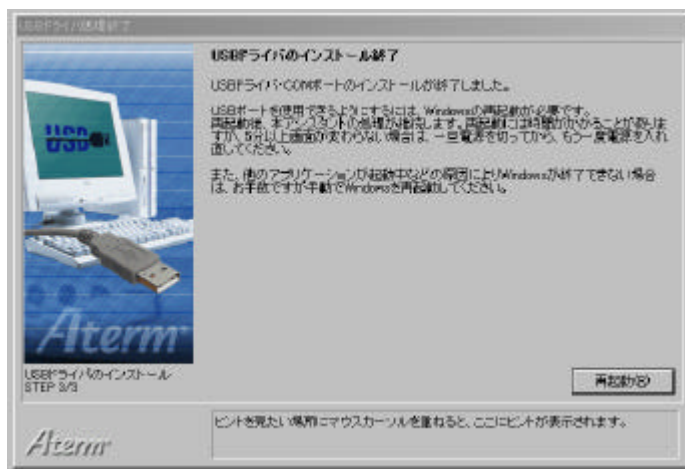 USBドライバ処理終了
USBドライバのインストール終了
USBドライバ・COMポートのインストールが終了しました。
USBポートを使用できるようにするには、Windowsの再起動が必要です。
再起動後、本アシスタントの処理が継続します。再起動には時間がかかることがありま
すが、5分以上画面が変わらない場合は、一旦電源を切ってから、もう一度電源を入れ
直してください。
また、他のアプリケーションが起動中などの原因によりWindowsが終了できない場合
は、お手数ですが手動でWindowsを再起動してください。
USB
Aterm
USBドライバのインストール
STEP 3/3
再起動(R)
ヒントを見たい場所にマウスカーソルを重ねると、ここにヒントが表示されます。
Aterm